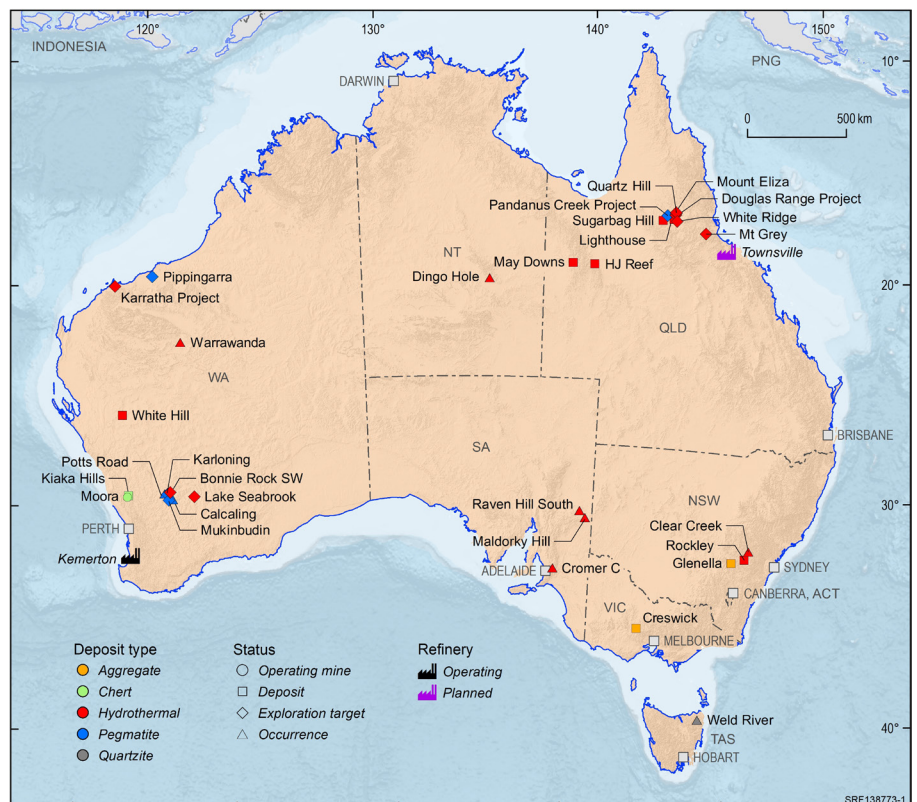 120°
130°
140°
150°
INDONESIA
PNG
10°
DARWIN
0
500 km
Quartz Hill
Mount Eliza
Pandanus Creek Project
Douglas Range Project
Sugarbag Hill
White Ridge
Lighthouse
Mt Grey
NT
Townsville
May Downs
HJ Reef
Dingo Hole
Pippingarra
20°
Karratha Project
QLD
Warrawanda
WA
White Hill
SA
BRISBANE
Potts Road
Karloning
Kiaka Hills
Bonnie Rock SW
Moora
Lake Seabrook
Calcaling
Mukinbudin
NSW
Raven Hill South
30°
PERTH
Clear Creek
Maldorky Hill
Rockley
Kemerton
Glenella
ADELAIDE
Cromer C
SYDNEY
CANBERRA, ACT
VIC
Creswick
MELBOURNE
Deposit type
Aggregate
Chert
Hydrothermal
Pegmatite
Quartzite
Status
Operating mine
Deposit
Exploration target
Occurrence
Refinery
Operating
Planned
Weld River
40°
TAS
HOBART
SRF138773-1